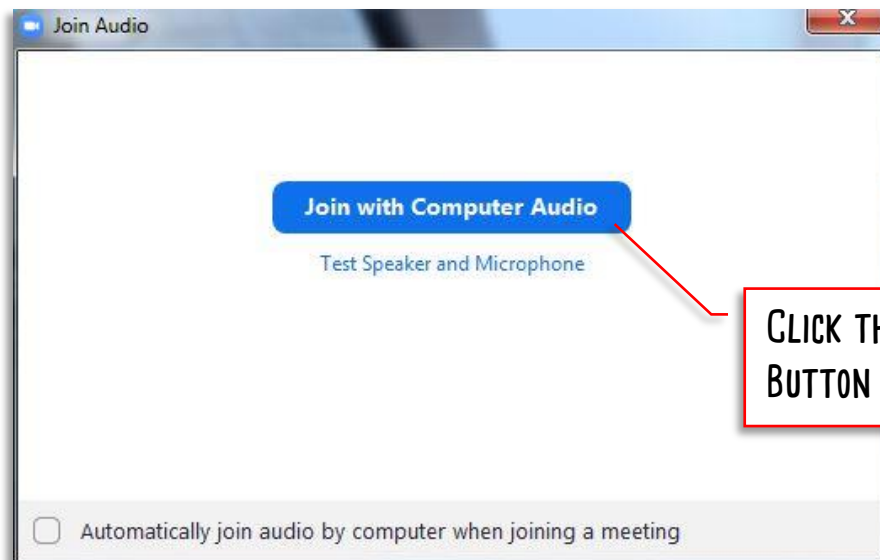 Join Audio
Join with Computer Audio
Test Speaker and Microphone
CLICK
BUTTON
Automatically join audio by computer when joining a meeting